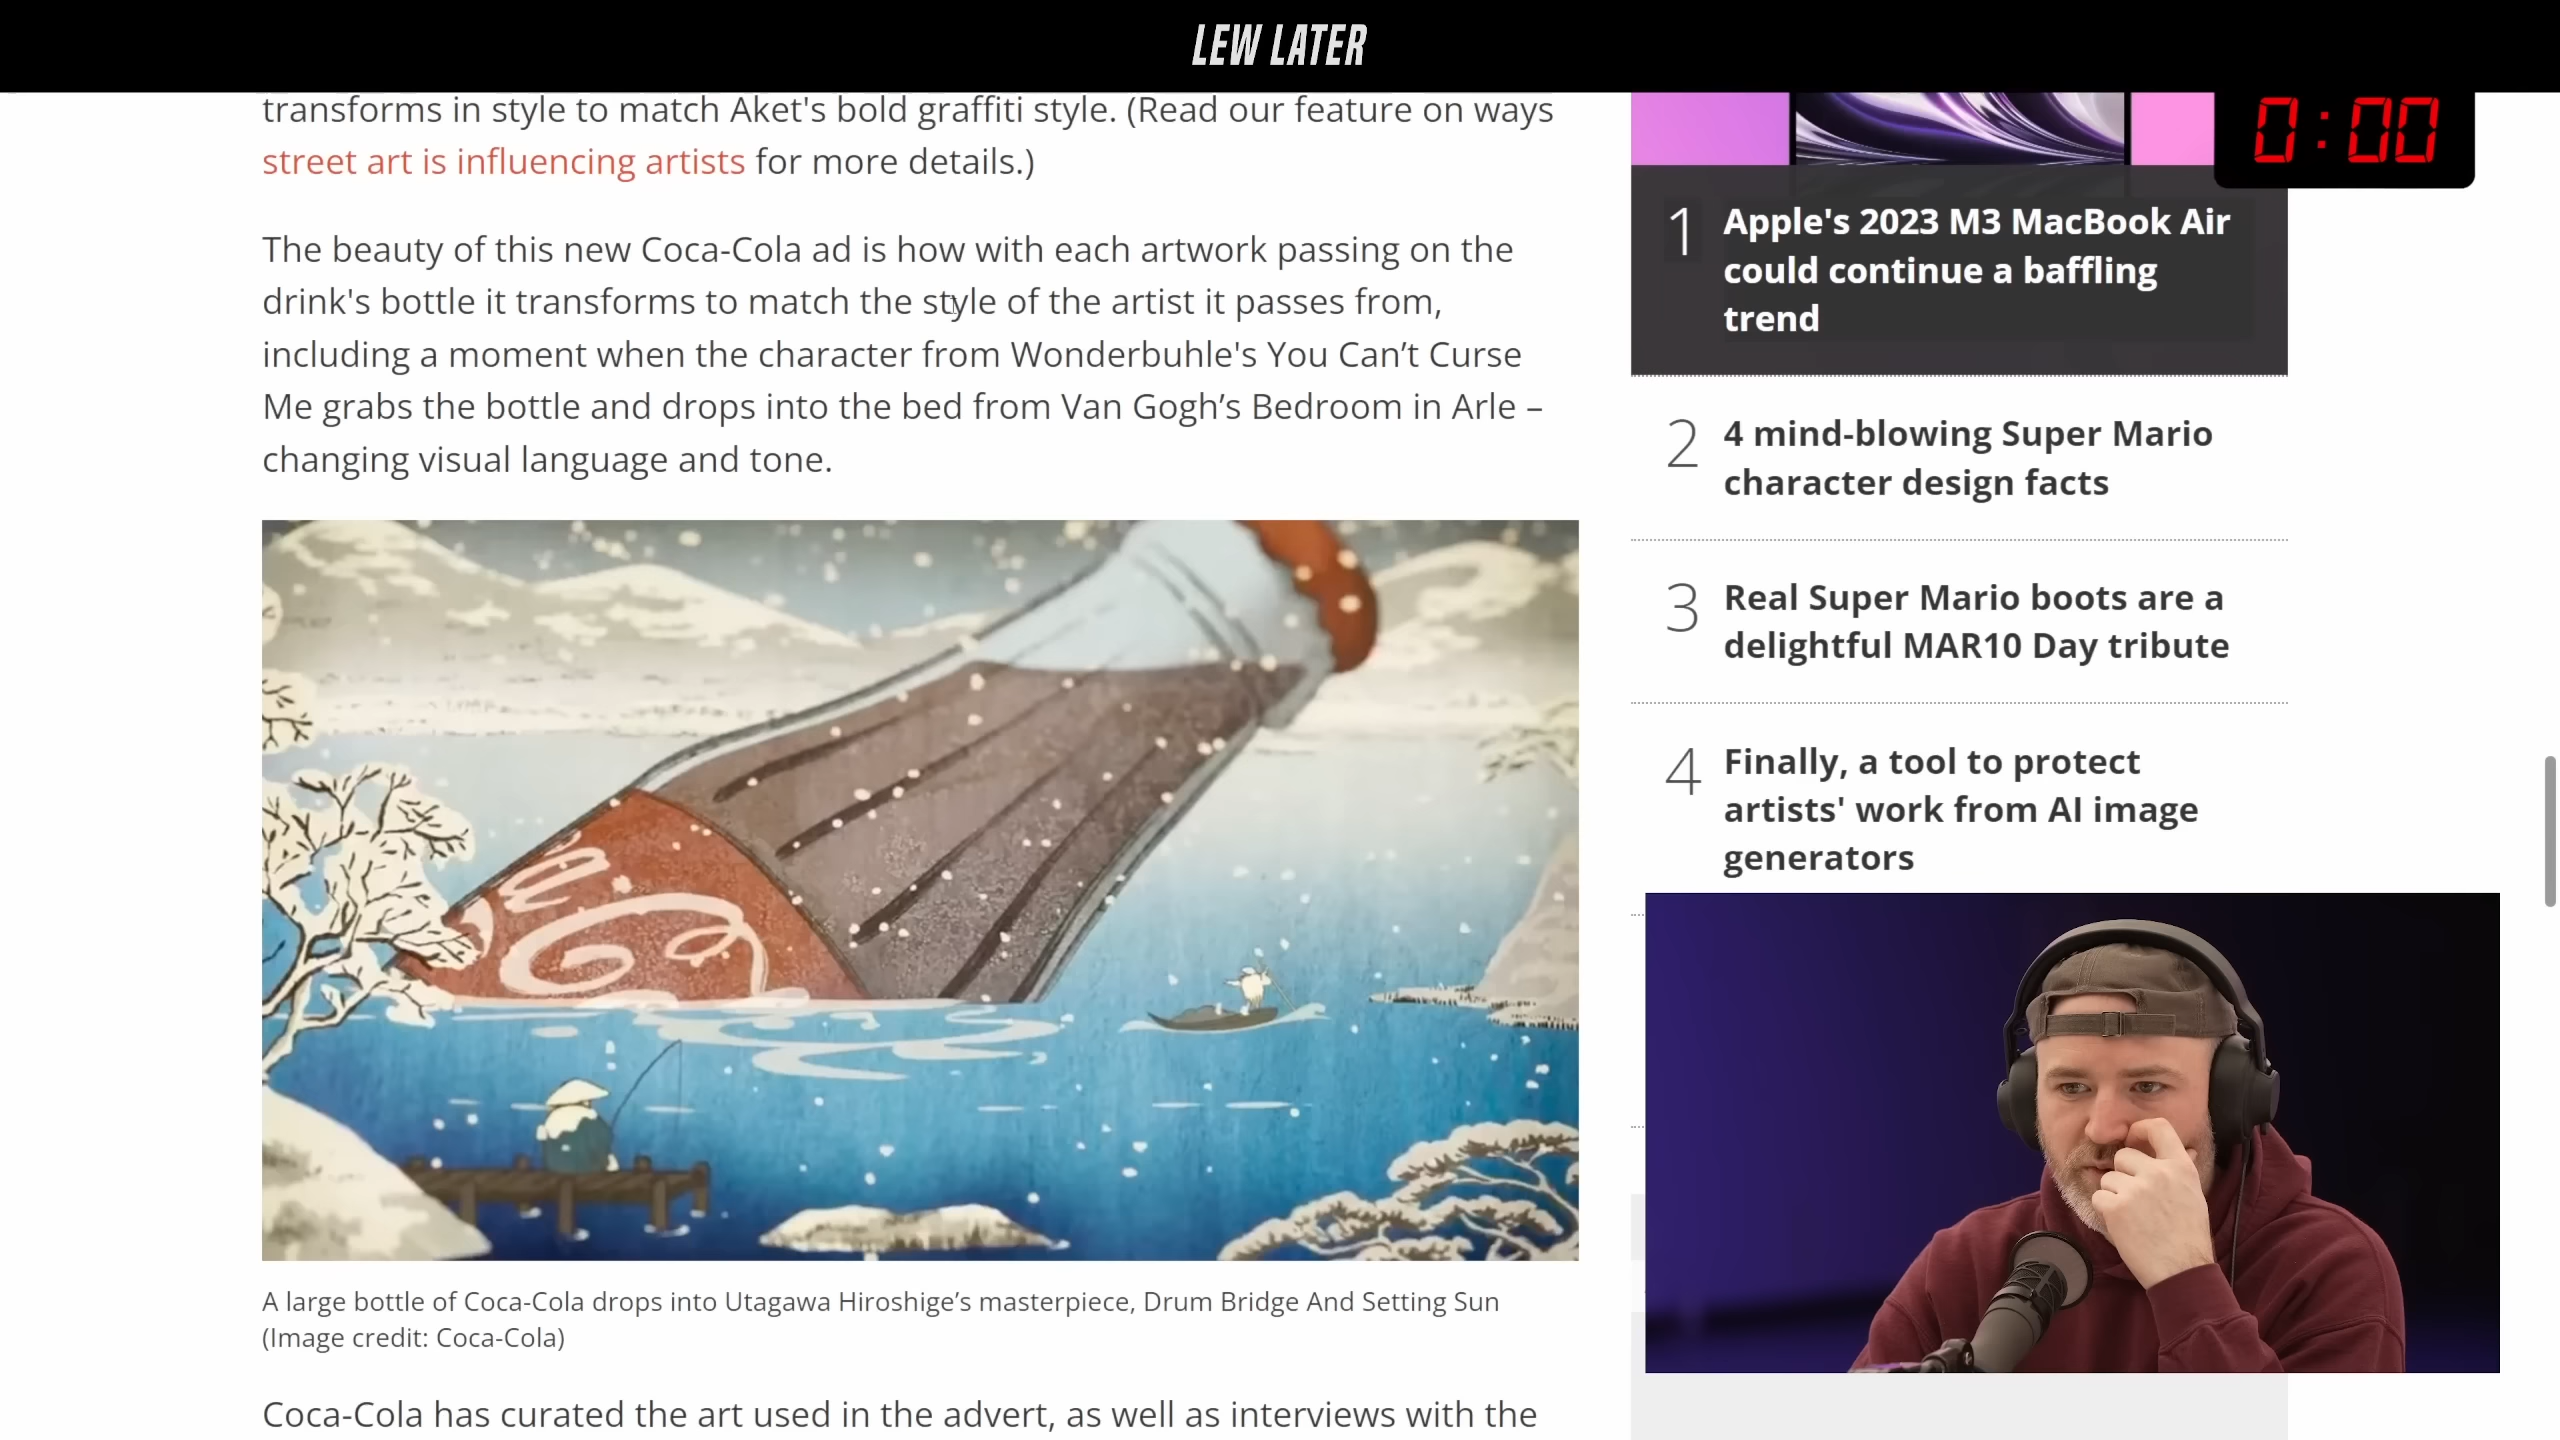 LEW LATER
transforms in style to match Aket's bold graffiti style. (Read our feature on ways
street art is influencing artists for more details.)
The beauty of this new Coca-Cola ad is how with each artwork passing on the
drink's bottle it transforms to match the style of the artist it passes from,
including a moment when the character from Wonderbuhle's You Can’t Curse
Me grabs the bottle and drops into the bed from Van Gogh’s Bedroom in Arle –
changing visual language and tone.
A large bottle of Coca-Cola drops into Utagawa Hiroshige’s masterpiece, Drum Bridge And Setting Sun
(Image credit: Coca-Cola)
Coca-Cola has curated the art used in the advert, as well as interviews with the
0:00
1 Apple's 2023 M3 MacBook Air
could continue a baffling
trend
2 4 mind-blowing Super Mario
character design facts
3 Real Super Mario boots are a
delightful MAR10 Day tribute
4 Finally, a tool to protect
artists' work from AI image
generators